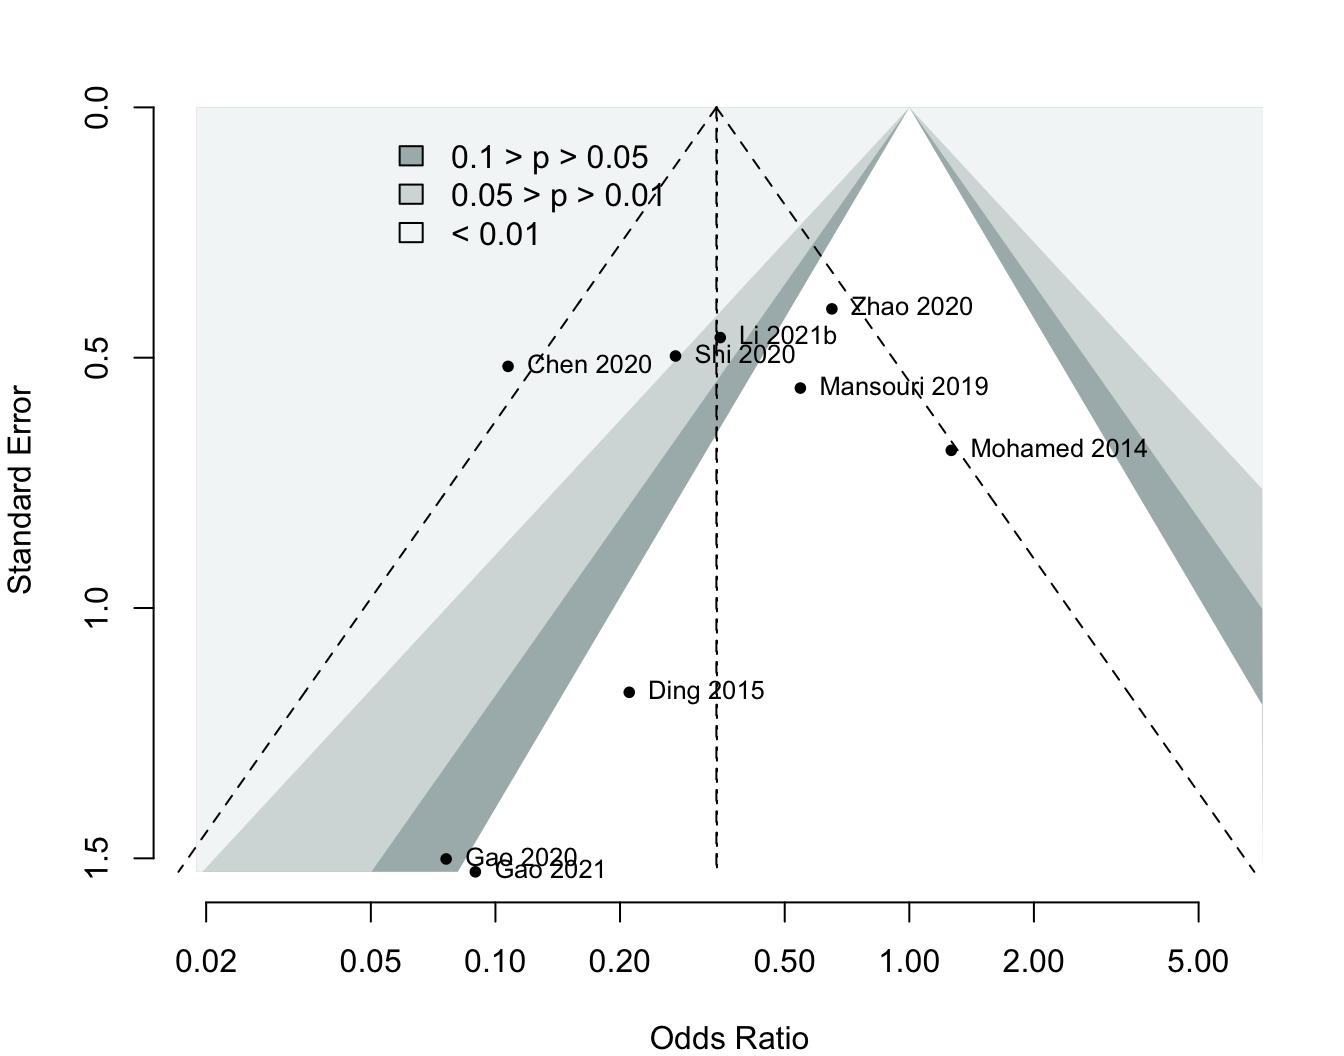 0.1 > p > 0.05
0.05 > p > 0.01
< 0.01
Zhao 2020
Li 2021b
Shi 2020
Chen 2020
Mansouri 2019
Mohamed 2014
Ding 2015
Gao 2020
Gao 2021
0.0
0.5
1.0
1.5
Standard Error
0.02
0.05
0.10
0.20
0.50
1.00
2.00
5.00
Odds Ratio